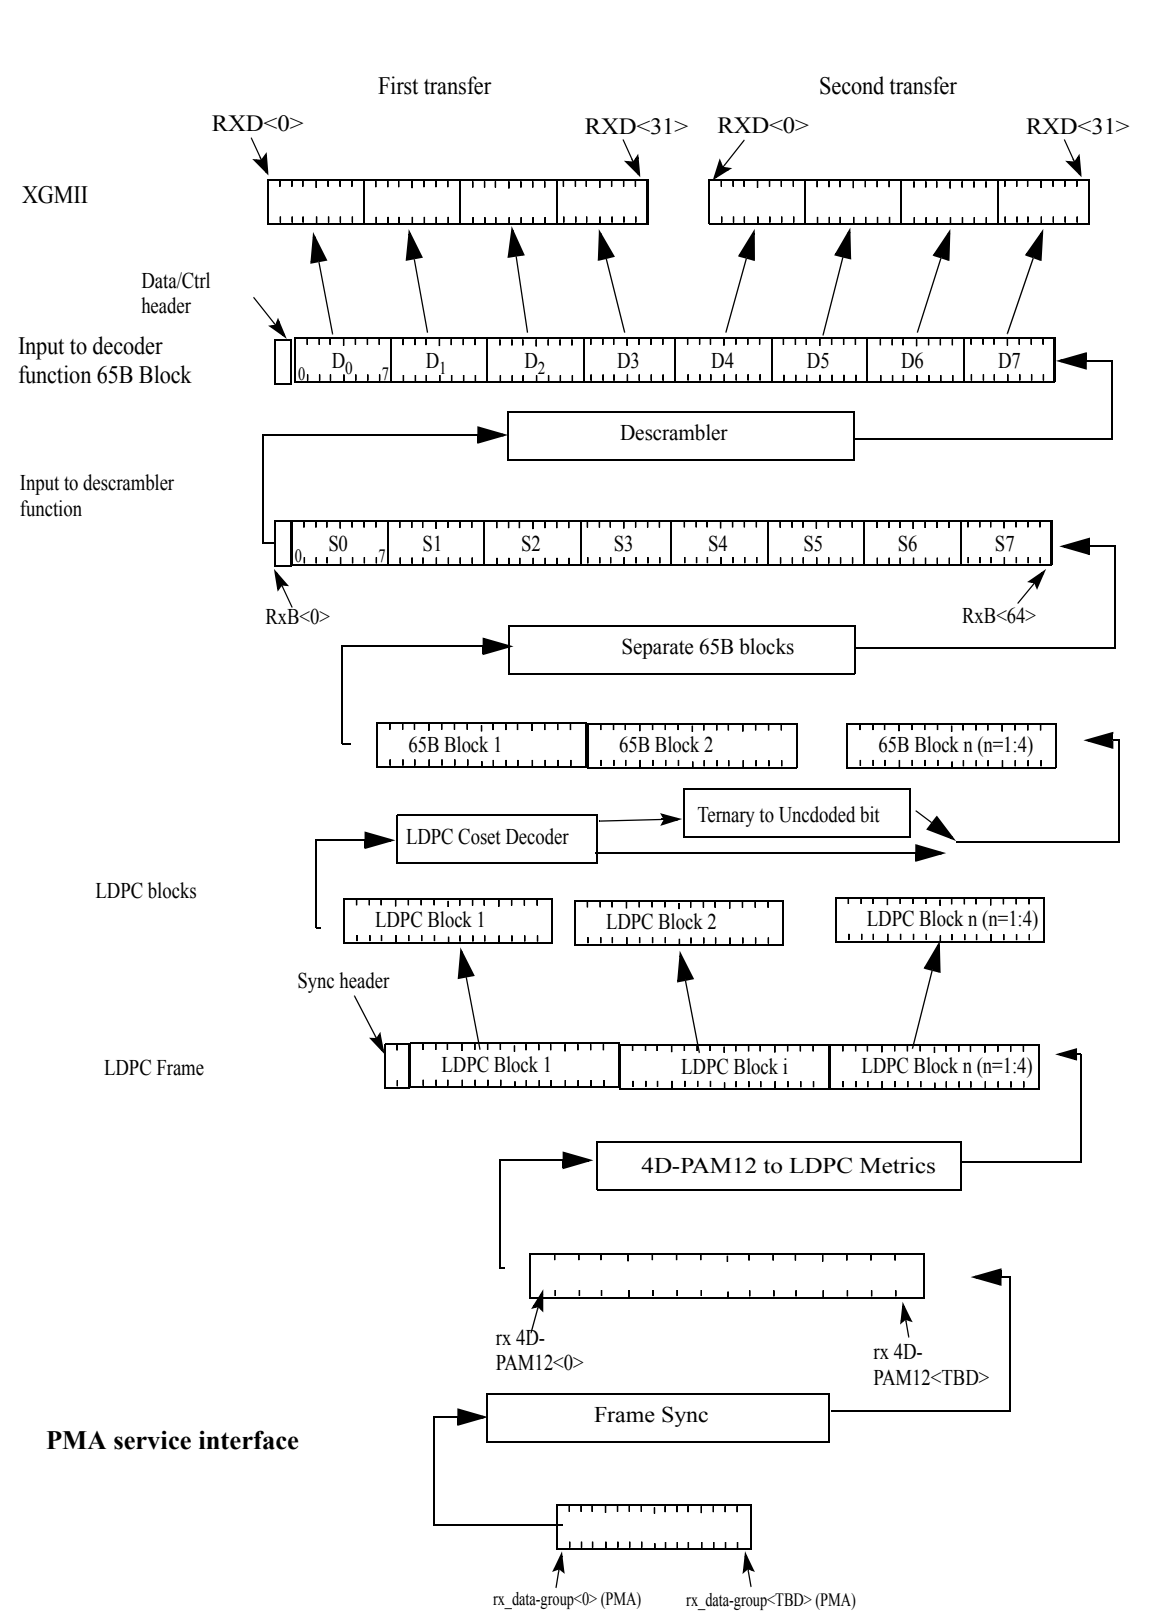 First transfer
Second transfer
RXD<0>
RXD<31>
RXD<0>
RXD<31>
XGMII
Data/Ctrl
header
Input to decoder
function 65B Block
0
D0
7
D1
D2
D3
D4
D5
D6
D7
Descrambler
Input to descrambler
function
0
S0
7
S1
S2
S3
S4
S5
S6
S7
RxB<0>
RxB<64>
Separate 65B blocks
65B Block 1
65B Block 2
65B Block n (n=1:4)
Ternary to Uncdoded bit
LDPC Coset Decoder
LDPC blocks
LDPC Block 1
LDPC Block 2
LDPC Block n (n=1:4)
Sync header
LDPC Frame
LDPC Block 1
LDPC Block i
LDPC Block n (n=1:4)
4D-PAM12 to LDPC Metrics
rx 4D-
PAM12<0>
rx 4D-
PAM12<TBD>
Frame Sync
PMA service interface
rx_data-group<0> (PMA)
rx_data-group<TBD> (PMA)